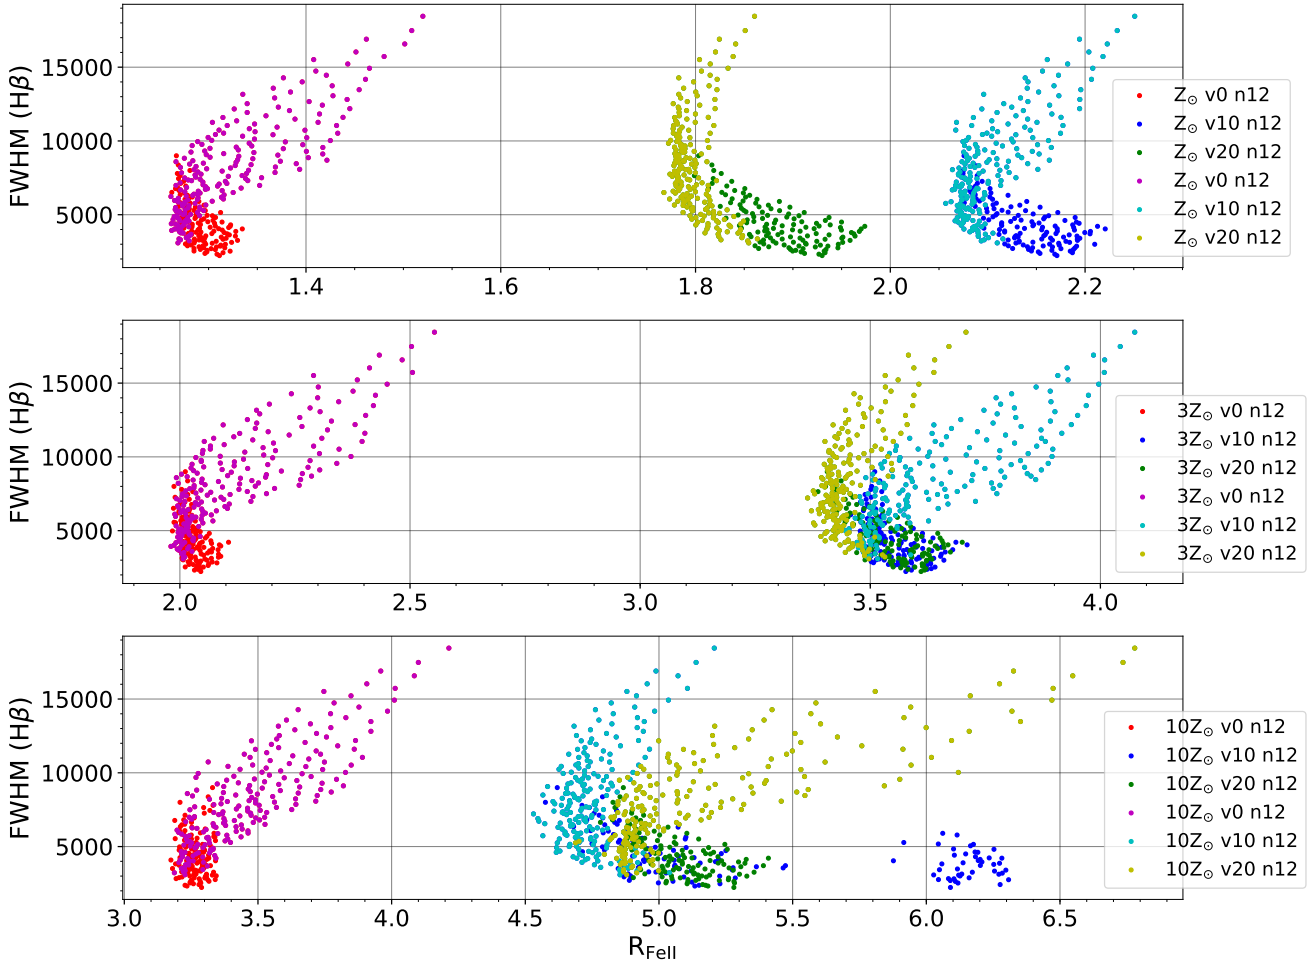 FWHM (Hβ)
15000
10000
5000
Z⊙ v0 n12
Z⊙ v10 n12
Z⊙ v20 n12
Z⊙ v0 n12
Z⊙ v10 n12
Z⊙ v20 n12
1.4 1.6 1.8 2.0 2.2
FWHM (Hβ)
15000
10000
5000
3Z⊙ v0 n12
3Z⊙ v10 n12
3Z⊙ v20 n12
3Z⊙ v0 n12
3Z⊙ v10 n12
3Z⊙ v20 n12
2.0 2.5 3.0 3.5 4.0
FWHM (Hβ)
15000
10000
5000
10Z⊙ v0 n12
10Z⊙ v10 n12
10Z⊙ v20 n12
10Z⊙ v0 n12
10Z⊙ v10 n12
10Z⊙ v20 n12
3.0 3.5 4.0 4.5 5.0 5.5 6.0 6.5
R_FeII